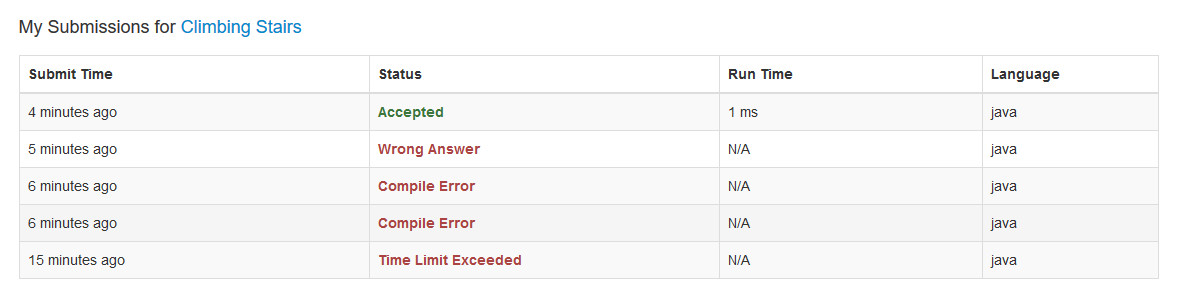 My Submissions for Climbing Stairs
Submit Time Status Run Time Language
4 minutes ago Accepted 1 ms java
5 minutes ago Wrong Answer N/A java
6 minutes ago Compile Error N/A java
6 minutes ago Compile Error N/A java
15 minutes ago Time Limit Exceeded N/A java